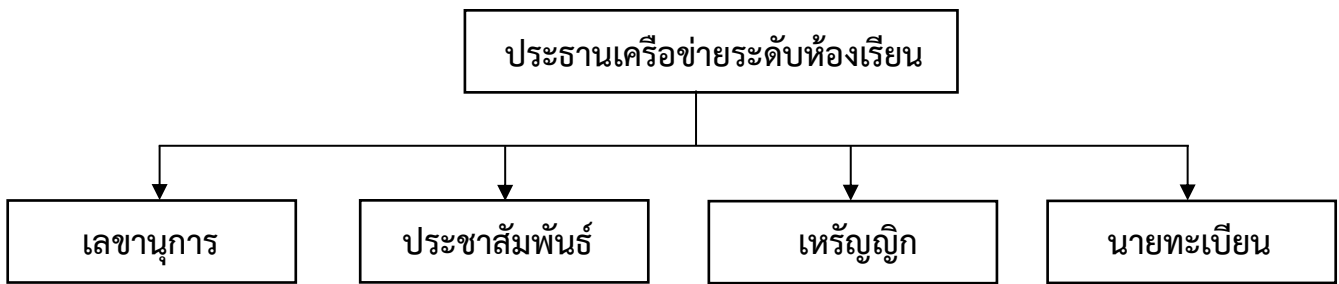 ประธานเครือข่ายระดับห้องเรียน
เลขานุการ
ประชาสัมพันธ์
เหรัญญิก
นายทะเบียน